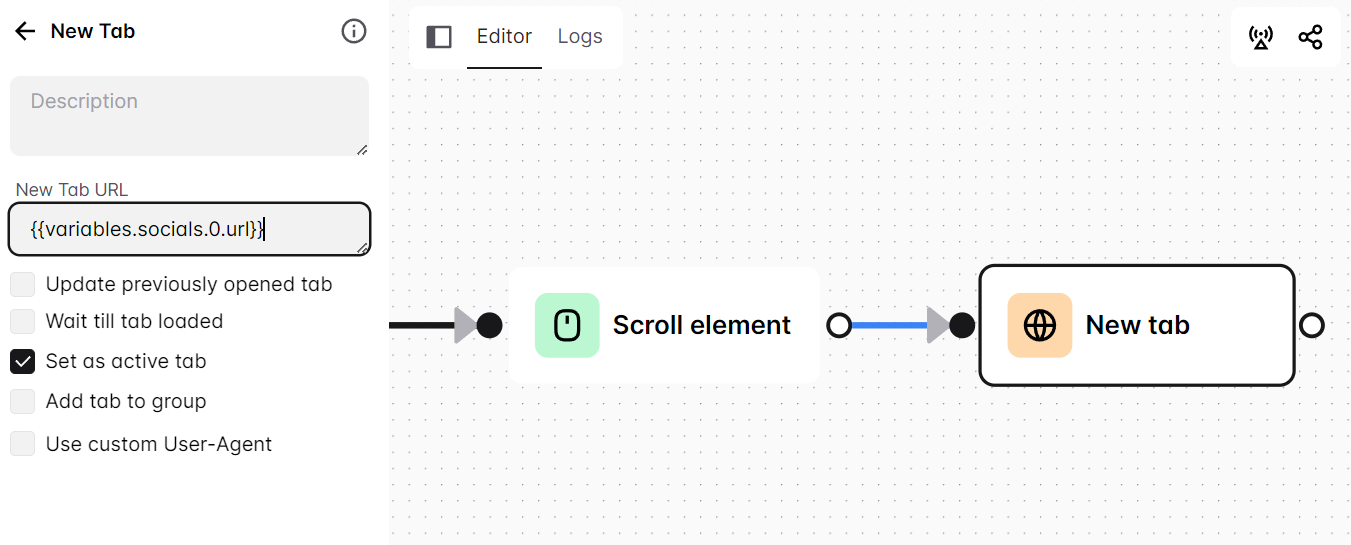 New Tab
Editor
Logs
Description
New Tab URL
{{variables.socials.0.url}}
Update previously opened tab
Wait till tab loaded
Set as active tab
Add tab to group
Use custom User-Agent
Scroll element
New tab